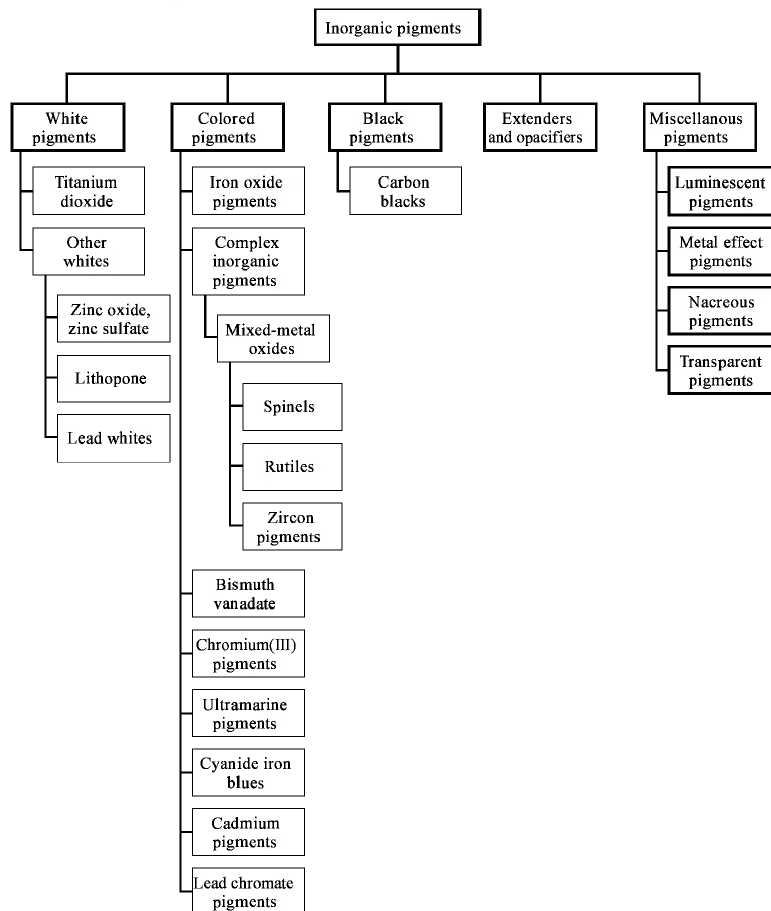 Inorganic pigments
White
pigments
Colored
pigments
Black
pigments
Extenders
and opacifiers
Miscellanous
pigments
Titanium
dioxide
Other
whites
Zinc oxide,
zinc sulfate
Lithopone
Lead whites
Iron oxide
pigments
Complex
inorganic
pigments
Mixed-metal
oxides
Spinels
Rutiles
Zircon
pigments
Bismuth
vanadate
Chromium(III)
pigments
Ultramarine
pigments
Cyanide iron
blues
Cadmium
pigments
Lead chromate
pigments
Carbon
blacks
Luminescent
pigments
Metal effect
pigments
Nacreous
pigments
Transparent
pigments